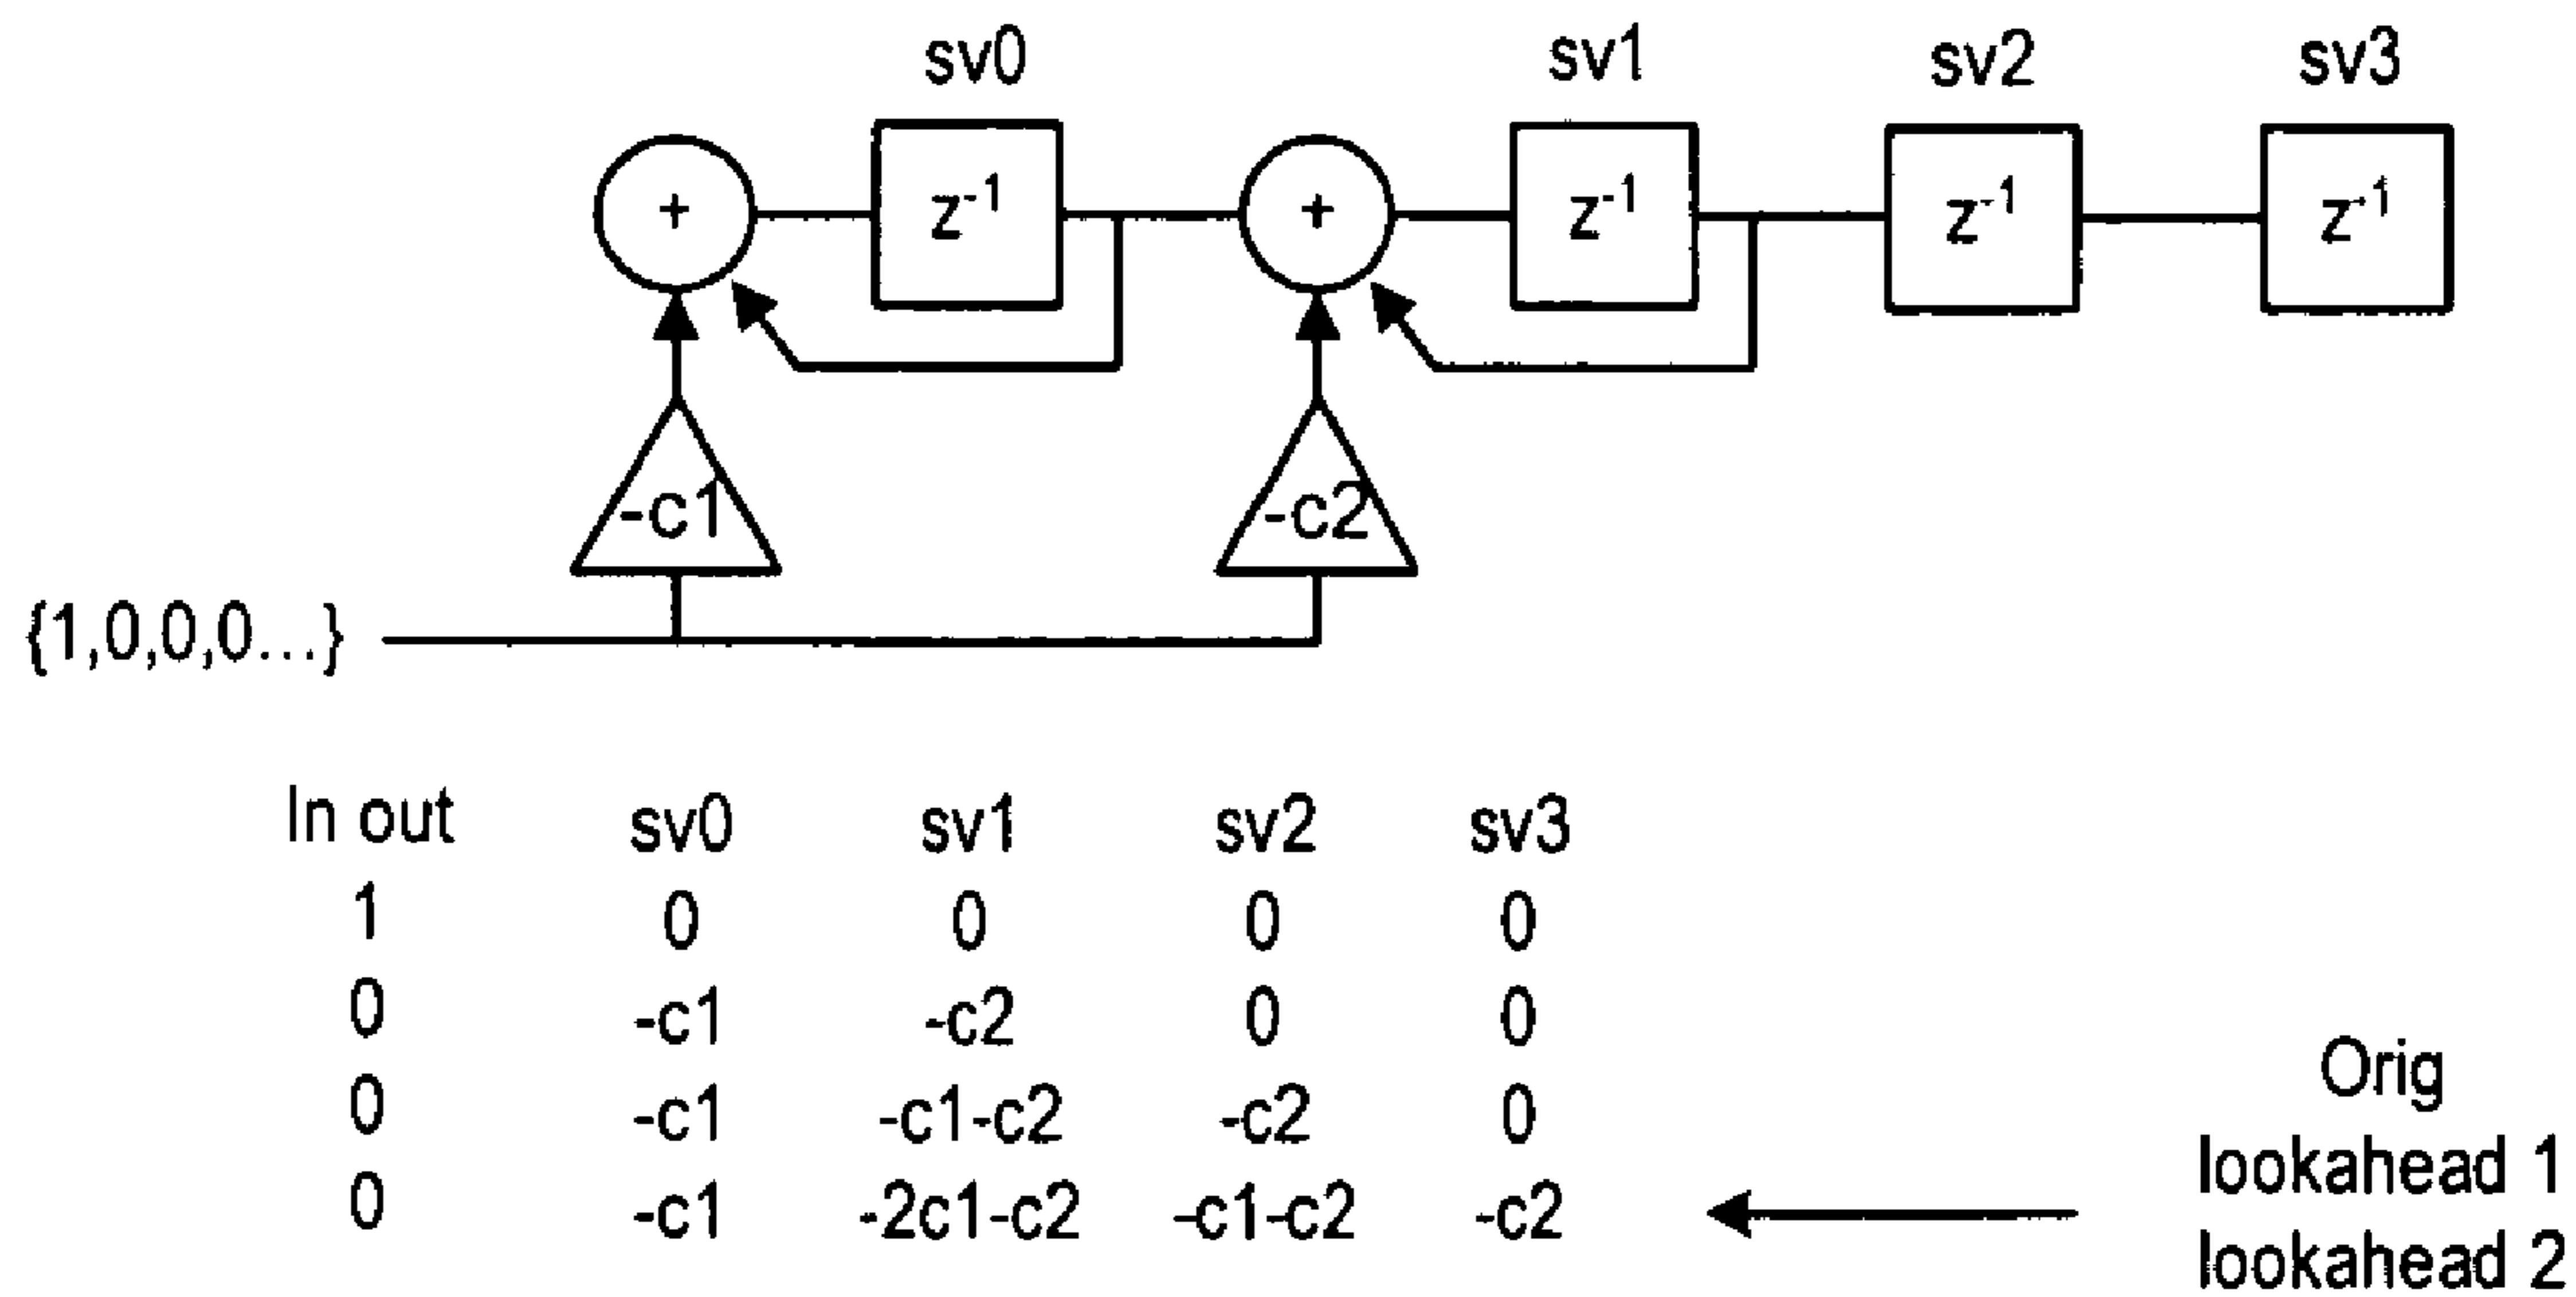 sv0 sv1 sv2 sv3
+ z-1 + z-1 z-1 z-1
-c1 -c2
{1,0,0,0...}
In out sv0 sv1 sv2 sv3
1 0 0 0 0
0 -c1 -c2 0 0
0 -c1 -c1-c2 -c2 0
0 -c1 -2c1-c2 -c1-c2 -c2
Orig
lookahead 1
lookahead 2